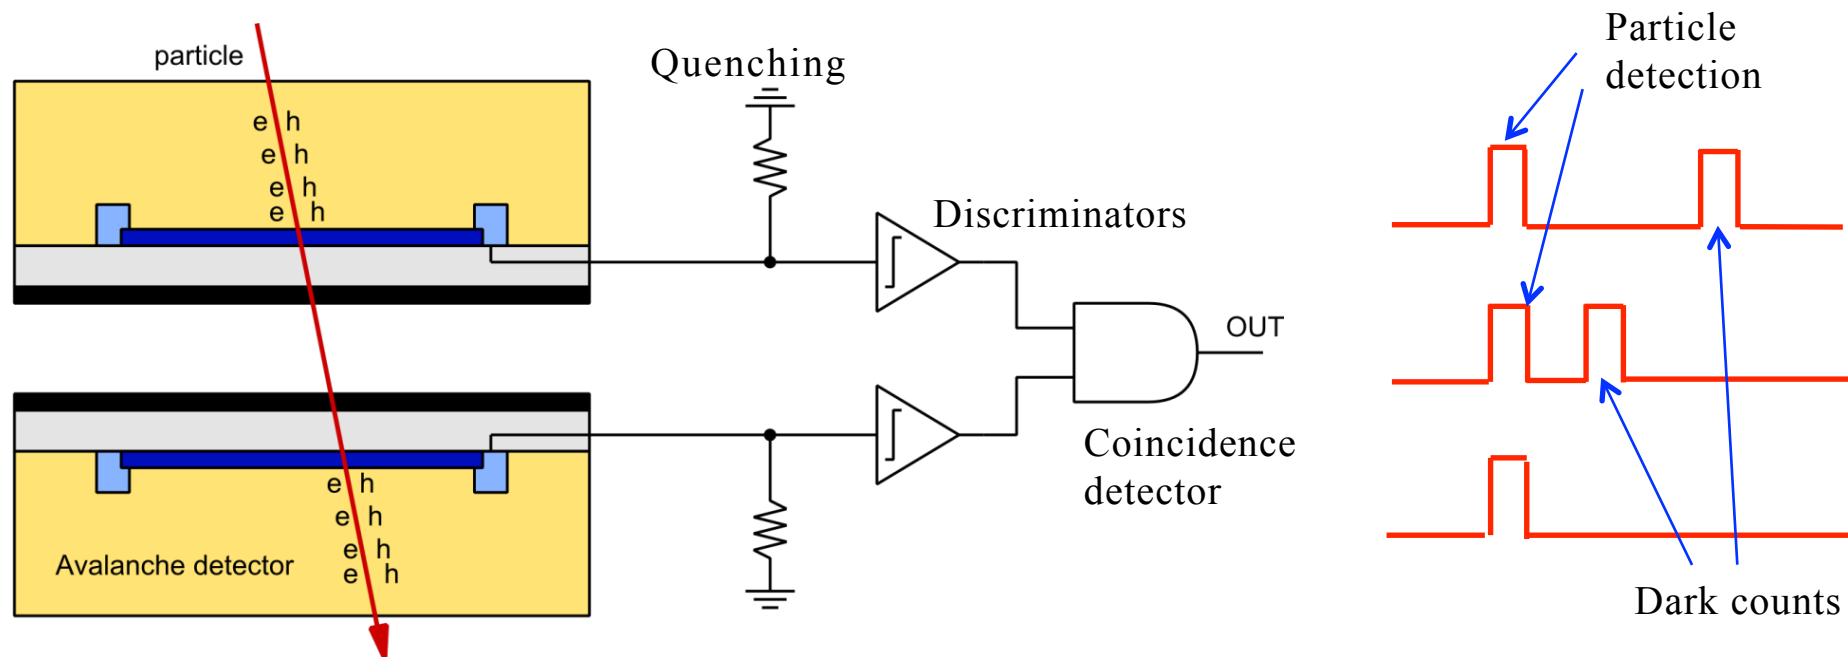 particle
e h
e h
e h
e h
Quenching
Discriminators
OUT
Coincidence
detector
e h
e h
e h
e h
Avalanche detector
Particle
detection
Dark counts